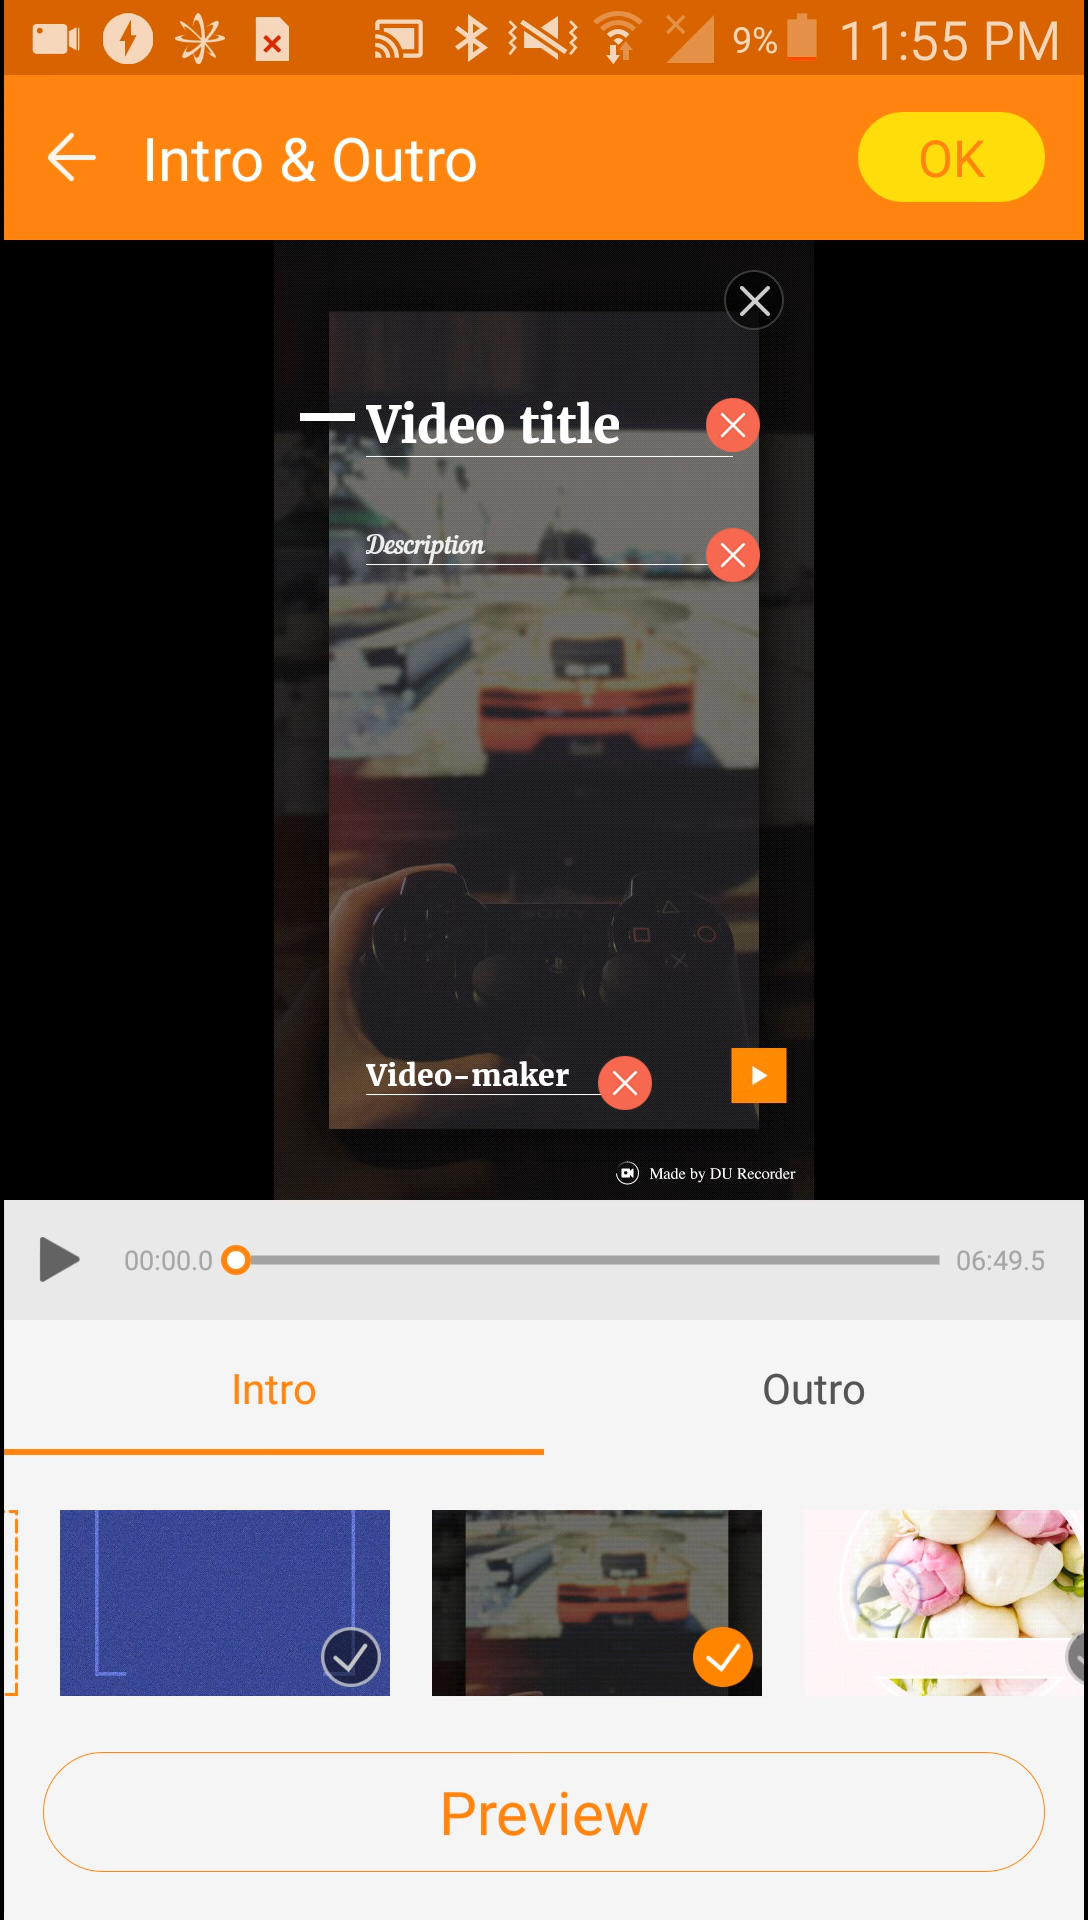 9% 11:55 PM
Intro & Outro
OK
Video title
Description
SONY
Video-maker
Made by DU Recorder
00:00.0
06:49.5
Intro
Outro
Preview